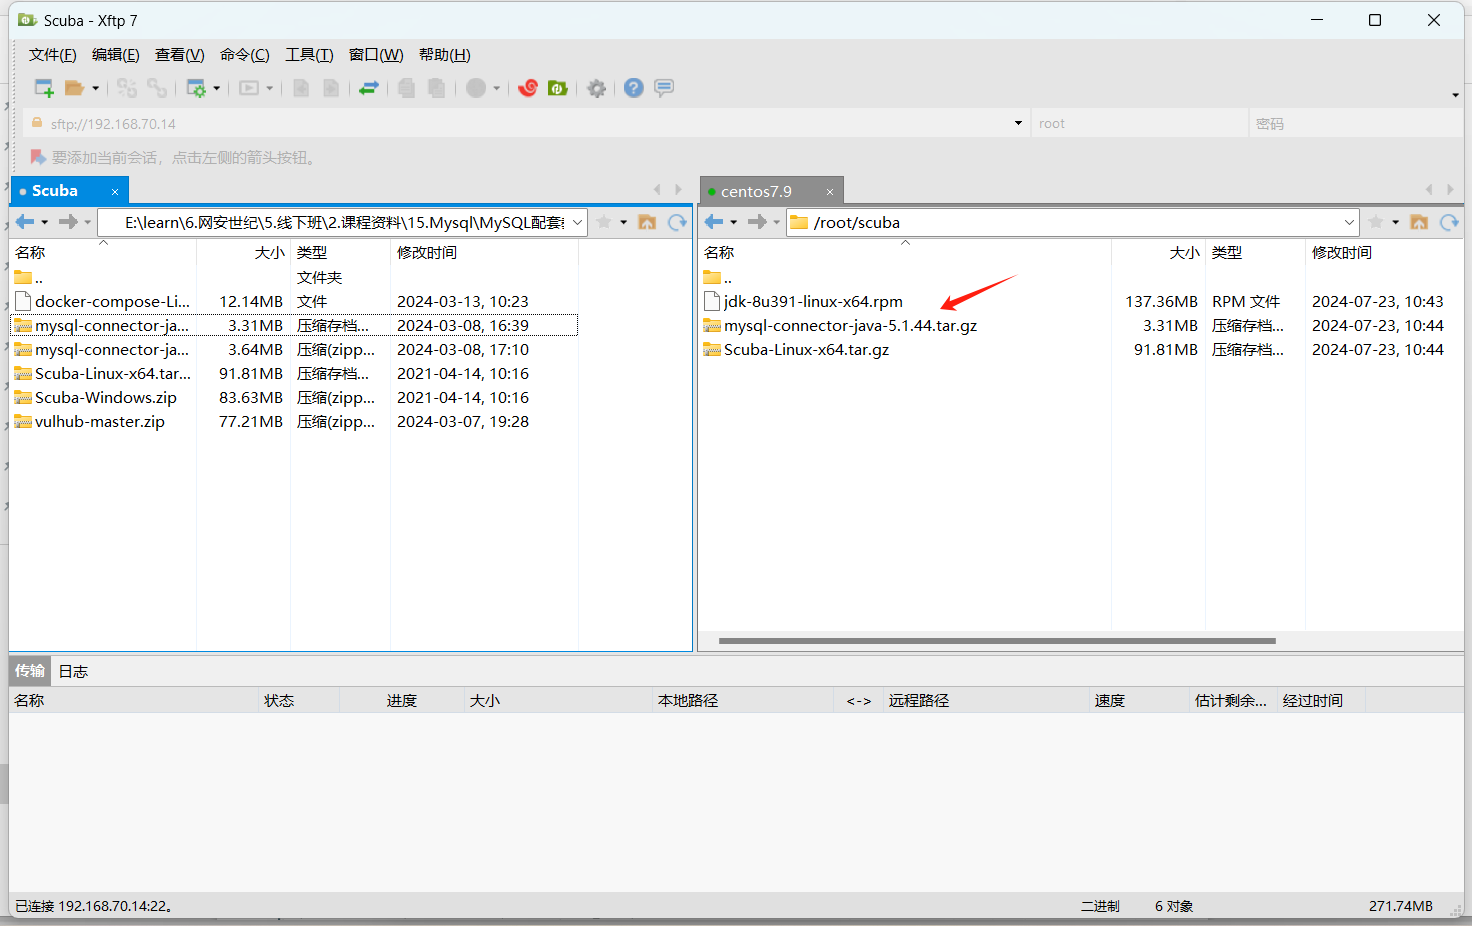 Scuba - Xftp 7
文件(F) 编辑(E) 查看(V) 命令(C) 工具(T) 窗口(W) 帮助(H)
sftp://192.168.70.14 root 密码
要添加当前会话，点击左侧的箭头按钮。
Scuba × centos7.9 ×
E:\learn\6.网安世纪\5.线下班\2.课程资料\15.Mysql\MySQL配套 /root/scuba
名称 大小 类型 修改时间 名称 大小 类型 修改时间
.. 文件夹 ..
docker-compose-Li... 12.14MB 文件 2024-03-13, 10:23 jdk-8u391-linux-x64.rpm 137.36MB RPM 文件 2024-07-23, 10:43
mysql-connector-ja... 3.31MB 压缩存档... 2024-03-08, 16:39 mysql-connector-java-5.1.44.tar.gz 3.31MB 压缩存档... 2024-07-23, 10:44
mysql-connector-ja... 3.64MB 压缩(zipp... 2024-03-08, 17:10 Scuba-Linux-x64.tar.gz 91.81MB 压缩存档... 2024-07-23, 10:44
Scuba-Linux-x64.tar... 91.81MB 压缩存档... 2021-04-14, 10:16
Scuba-Windows.zip 83.63MB 压缩(zipp... 2021-04-14, 10:16
vulhub-master.zip 77.21MB 压缩(zipp... 2024-03-07, 19:28
传输 日志
名称 状态 进度 大小 本地路径 <-> 远程路径 速度 估计剩余... 经过时间
已连接 192.168.70.14:22。 二进制 6 对象 271.74MB